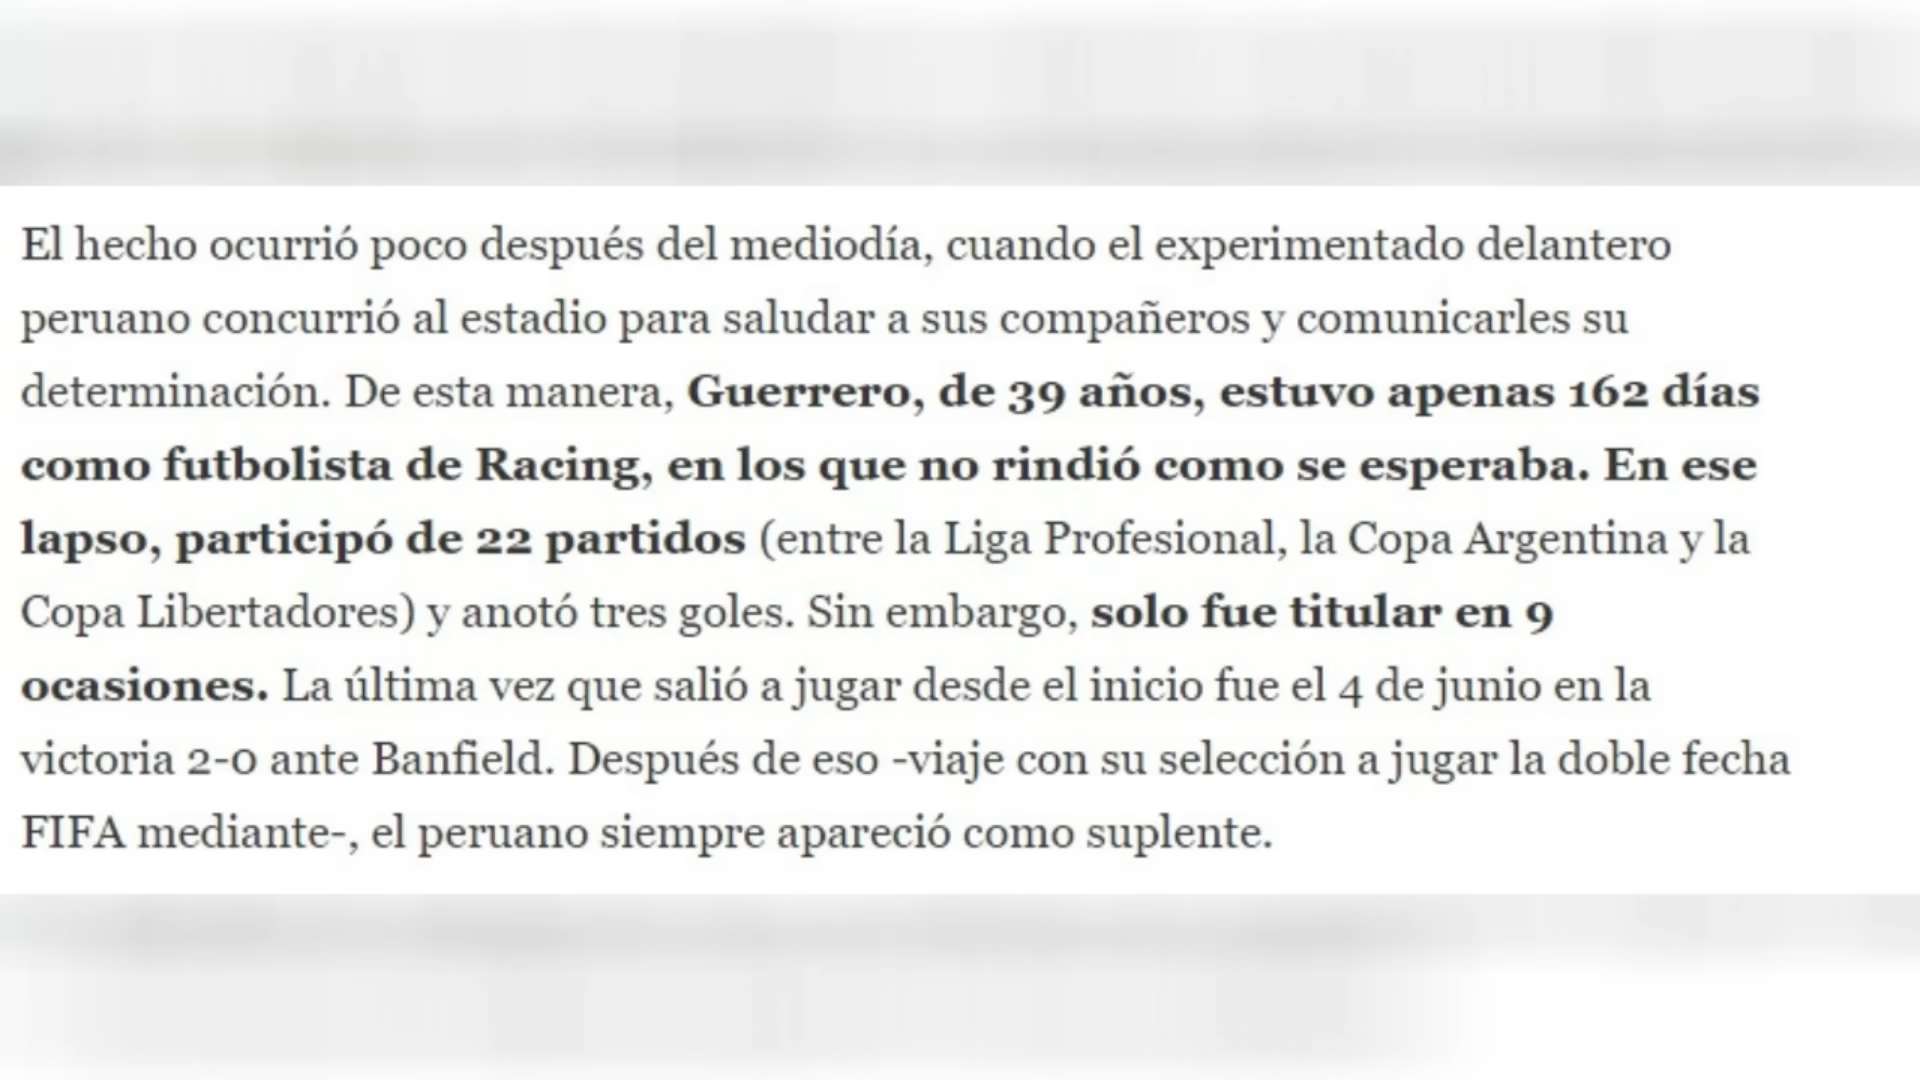 El hecho ocurrió poco después del mediodía, cuando el experimentado delantero
peruano concurrió al estadio para saludar a sus compañeros y comunicarles su
determinación. De esta manera, Guerrero, de 39 años, estuvo apenas 162 días
como futbolista de Racing, en los que no rindió como se esperaba. En ese
lapso, participó de 22 partidos (entre la Liga Profesional, la Copa Argentina y la
Copa Libertadores) y anotó tres goles. Sin embargo, solo fue titular en 9
ocasiones. La última vez que salió a jugar desde el inicio fue el 4 de junio en la
victoria 2-0 ante Banfield. Después de eso -viaje con su selección a jugar la doble fecha
FIFA mediante-, el peruano siempre apareció como suplente.